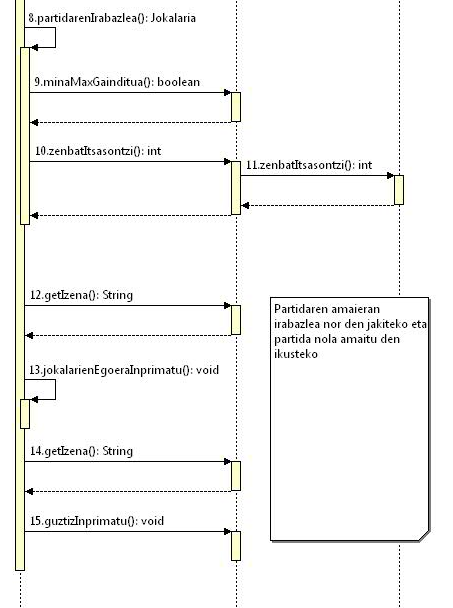 8.partidarenIrabazlea(): Jokalaria
9.minaMaxGainditua(): boolean
10.zenbatItsasontzi(): int
11.zenbatItsasontzi(): int
12.getIzena(): String
Partidaren amaieran
irabazlea nor den jakiteko eta
partida nola amaitu den
ikusteko
13.jokalarienEgoeraInprimatu(): void
14.getIzena(): String
15.guztizInprimatu(): void